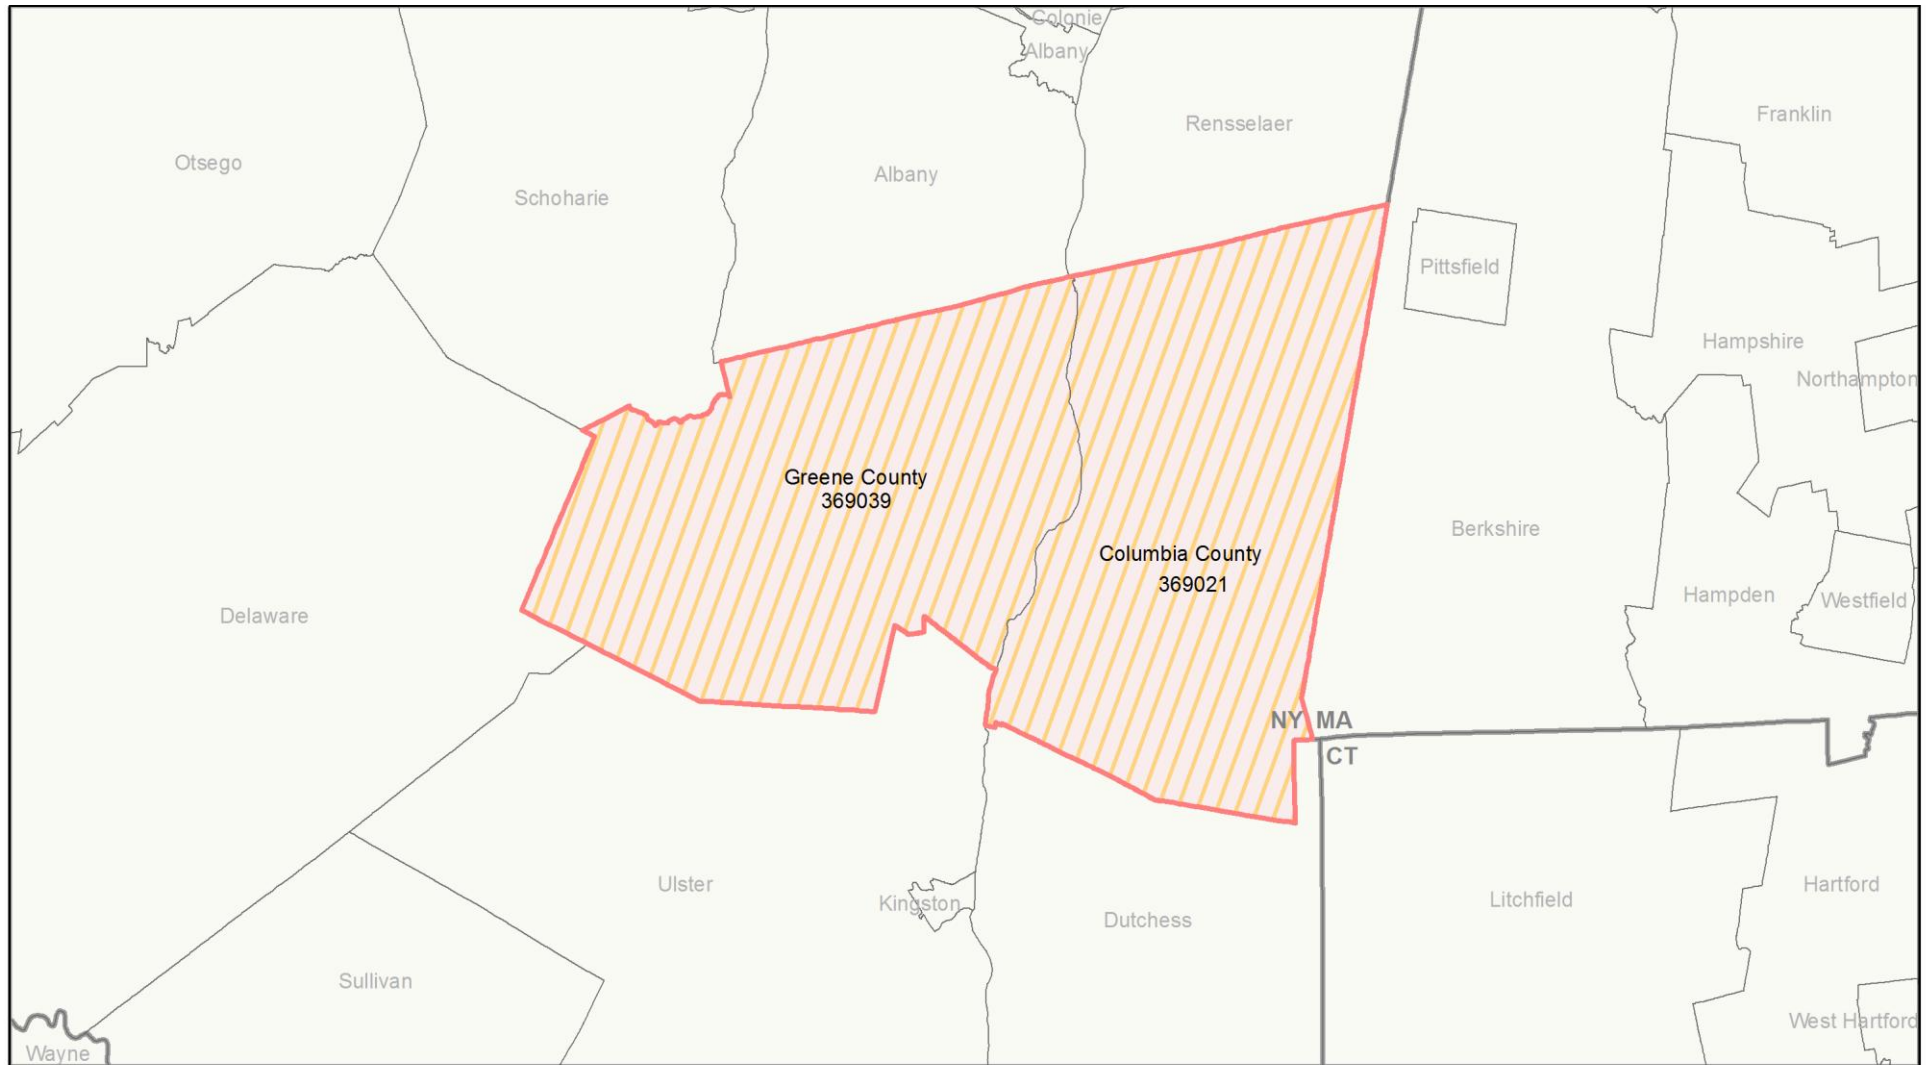 Colonie
Albany
Franklin
Rensselaer
Otsego
Albany
Schoharie
Pittsfield
Hampshire
Northampton
Greene County
369039
Berkshire
Columbia County
369021
Hampden
Westfield
Delaware
NY MA
CT
Ulster
Hartford
Kingston
Litchfield
Dutchess
Sullivan
West Hartford
Wayne